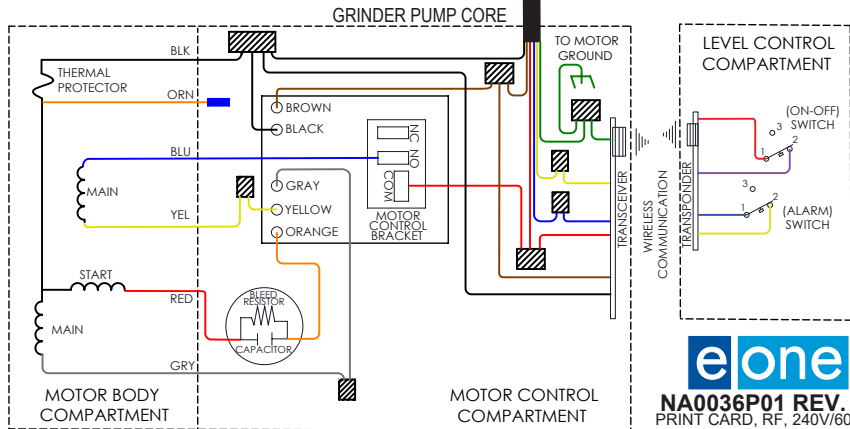 GRINDER PUMP CORE
BLK
THERMAL
PROTECTOR
ORN
BLU
MAIN
YEL
START
RED
MAIN
GRY
MOTOR BODY
COMPARTMENT
BROWN
BLACK
GRAY
YELLOW
ORANGE
NC
NO
COM
MOTOR
CONTROL
BRACKET
BLEED
RESISTOR
CAPACITOR
TO MOTOR
GROUND
MOTOR CONTROL
COMPARTMENT
TRANSCEIVER
WIRELESS
COMMUNICATION
TRANSPONDER
LEVEL CONTROL
COMPARTMENT
(ON-OFF)
SWITCH
3
1
2
3
1
2
(ALARM)
SWITCH
e one
NA0036P01 REV.
PRINT CARD, RF, 240V/60